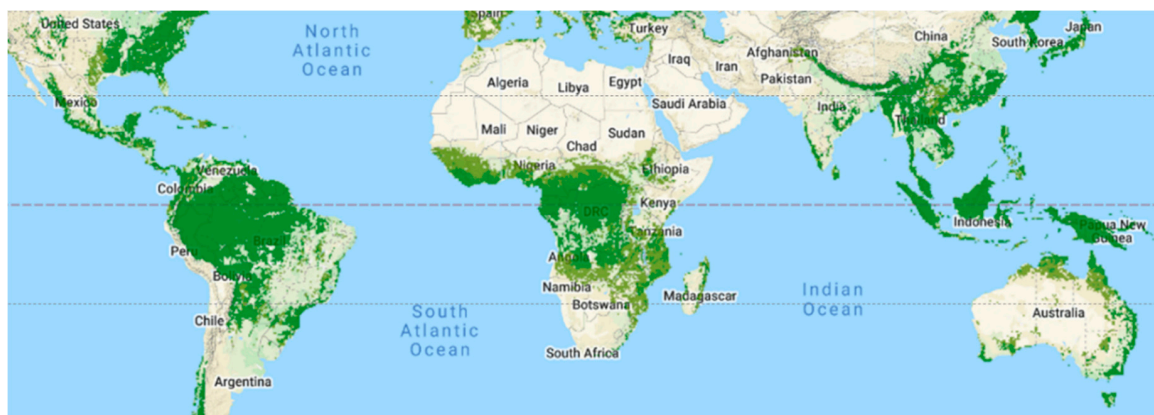 United States
North
Atlantic
Ocean
Spain
Turkey
Afghanistan
China
Japan
South Korea
Mexico
Algeria
Libya
Egypt
Iraq
Iran
Pakistan
Saudi Arabia
India
Thailand
Mali
Niger
Chad
Sudan
Nigeria
Ethiopia
Venezuela
Colombia
DRC
Kenya
Tanzania
Indonesia
Papua New
Guinea
Brazil
Peru
Bolivia
Angola
Namibia
Botswana
Madagascar
Indian
Ocean
Australia
Chile
South
Atlantic
Ocean
South Africa
Argentina